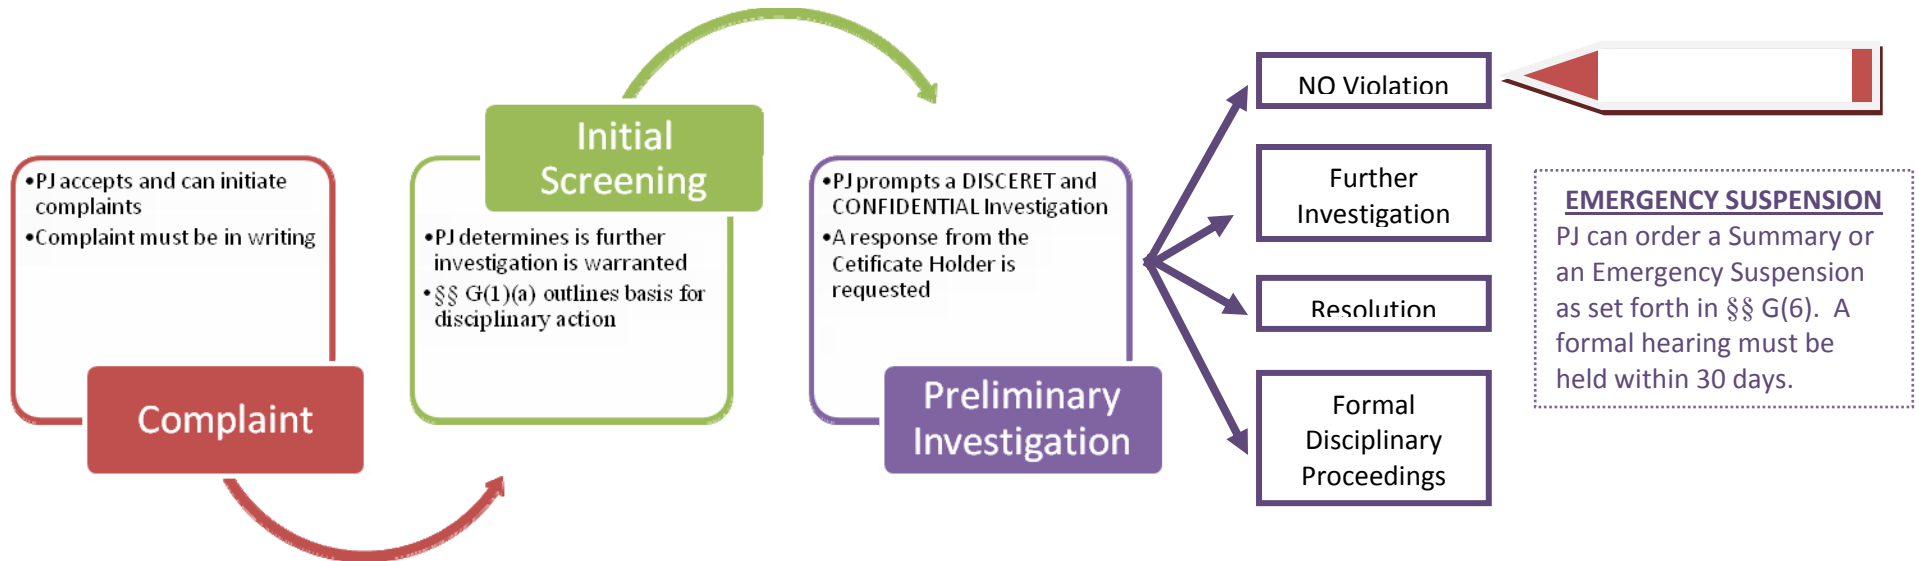 •PJ accepts and can initiate
complaints
•Complaint must be in writing
Complaint
Initial
Screening
•PJ determines is further
investigation is warranted
•§§ G(1)(a) outlines basis for
disciplinary action
•PJ prompts a DISCERET and
CONFIDENTIAL Investigation
•A response from the
Cetificate Holder is
requested
Preliminary
Investigation
NO Violation
Further
Investigation
Resolution
Formal
Disciplinary
Proceedings
EMERGENCY SUSPENSION
PJ can order a Summary or
an Emergency Suspension
as set forth in §§ G(6). A
formal hearing must be
held within 30 days.